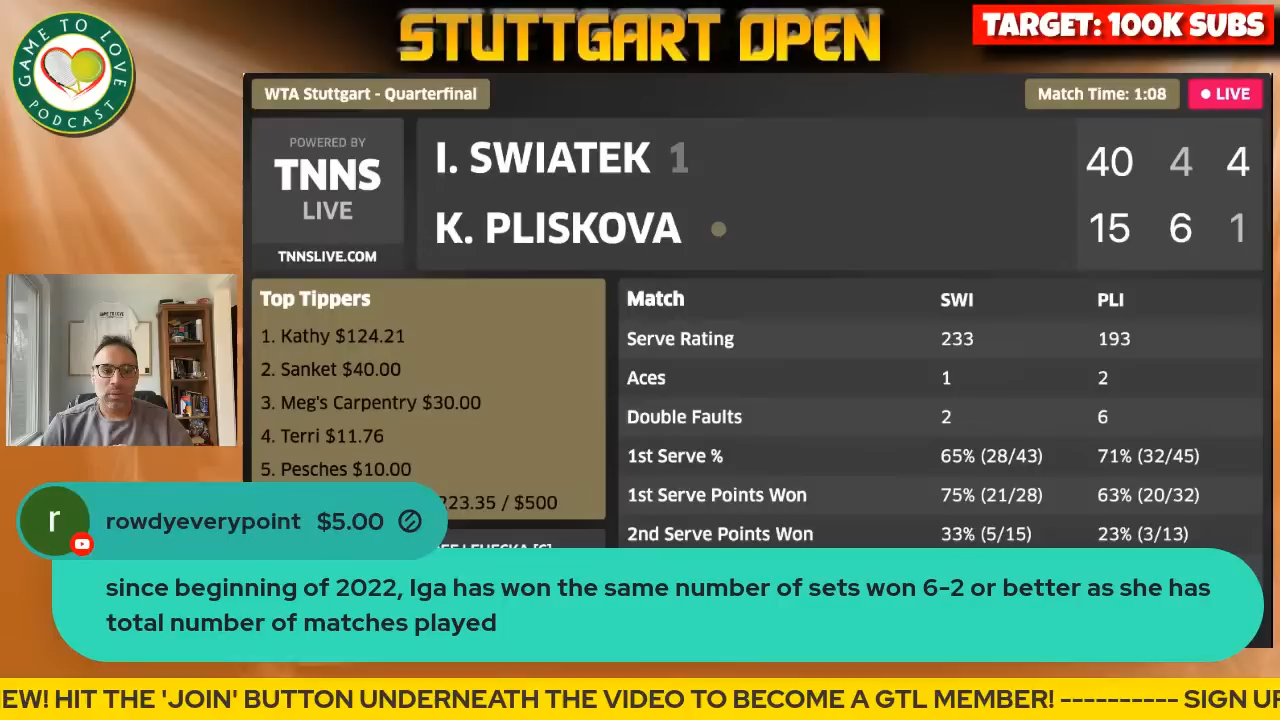 GAME TO LOVE
PODCAST
STUTTGART OPEN
TARGET: 100K SUBS
WTA Stuttgart - Quarterfinal
Match Time: 1:08
LIVE
POWERED BY
TNNS
LIVE
TNNSLIVE.COM
I. SWIATEK 1 40 4 4
K. PLISKOVA 15 6 1
Top Tippers
1. Kathy $124.21
2. Sanket $40.00
3. Meg's Carpentry $30.00
4. Terri $11.76
5. Pesches $10.00
223.35 / $500
Match SWI PLI
Serve Rating 233 193
Aces 1 2
Double Faults 2 6
1st Serve % 65% (28/43) 71% (32/45)
1st Serve Points Won 75% (21/28) 63% (20/32)
2nd Serve Points Won 33% (5/15) 23% (3/13)
r rowdyeverypoint $5.00
since beginning of 2022, Iga has won the same number of sets won 6-2 or better as she has
total number of matches played
EW! HIT THE 'JOIN' BUTTON UNDERNEATH THE VIDEO TO BECOME A GTL MEMBER! ---------- SIGN UP